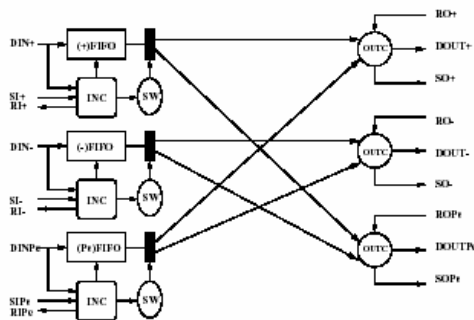 RO+
DIN+ (+)FIFO
OUTC DOUT+
SI+ INC SW SO+
RI+
RO-
DIN- (-)FIFO
OUTC DOUT-
SI- INC SW SO-
RI-
ROPe
DINPe (Pe)FIFO
OUTC DOUTPe
SIPe INC SW SOPe
RIPe